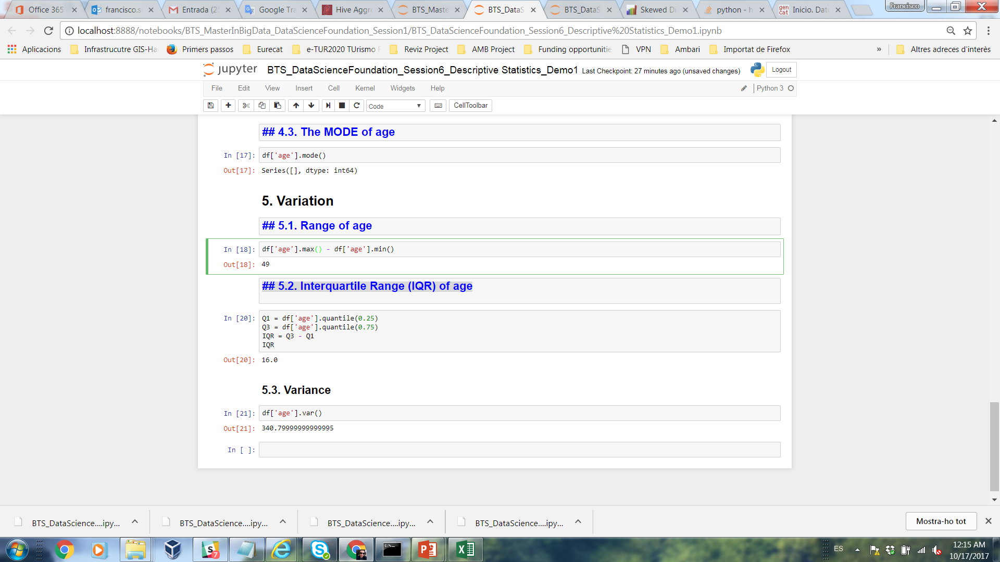 Office 365
francisco.s
Entrada (2
Google Tra
Hive Aggre
BTS_Maste
BTS_DataS
BTS_DataS
Skewed Di
python - h
Inicio. Dat
Francisco
localhost:8888/notebooks/BTS_MasterInBigData_DataScienceFoundation_Session1/BTS_DataScienceFoundation_Session6_Descriptive%20Statistics_Demo1.ipynb
Aplicacions
Infrastrucutre GIS-Ha
Primers passos
Eurecat
e-TUR2020 TUrismo
Reviz Project
AMB Project
Funding opportunitie
VPN
Ambari
Importat de Firefox
»
Altres adreces d'interès
jupyter BTS_DataScienceFoundation_Session6_Descriptive Statistics_Demo1 Last Checkpoint: 27 minutes ago (unsaved changes)
Logout
File Edit View Insert Cell Kernel Widgets Help
Python 3
Code
CellToolbar
## 4.3. The MODE of age
In [17]: df['age'].mode()
Out[17]: Series([], dtype: int64)
5. Variation
## 5.1. Range of age
In [18]: df['age'].max() - df['age'].min()
Out[18]: 49
## 5.2. Interquartile Range (IQR) of age
In [20]: Q1 = df['age'].quantile(0.25)
Q3 = df['age'].quantile(0.75)
IQR = Q3 - Q1
IQR
Out[20]: 16.0
5.3. Variance
In [21]: df['age'].var()
Out[21]: 340.79999999999995
In [ ]:
BTS_DataScience....ipy...
BTS_DataScience....ipy...
BTS_DataScience....ipy...
BTS_DataScience....ipy...
Mostra-ho tot
ES
12:15 AM
10/17/2017